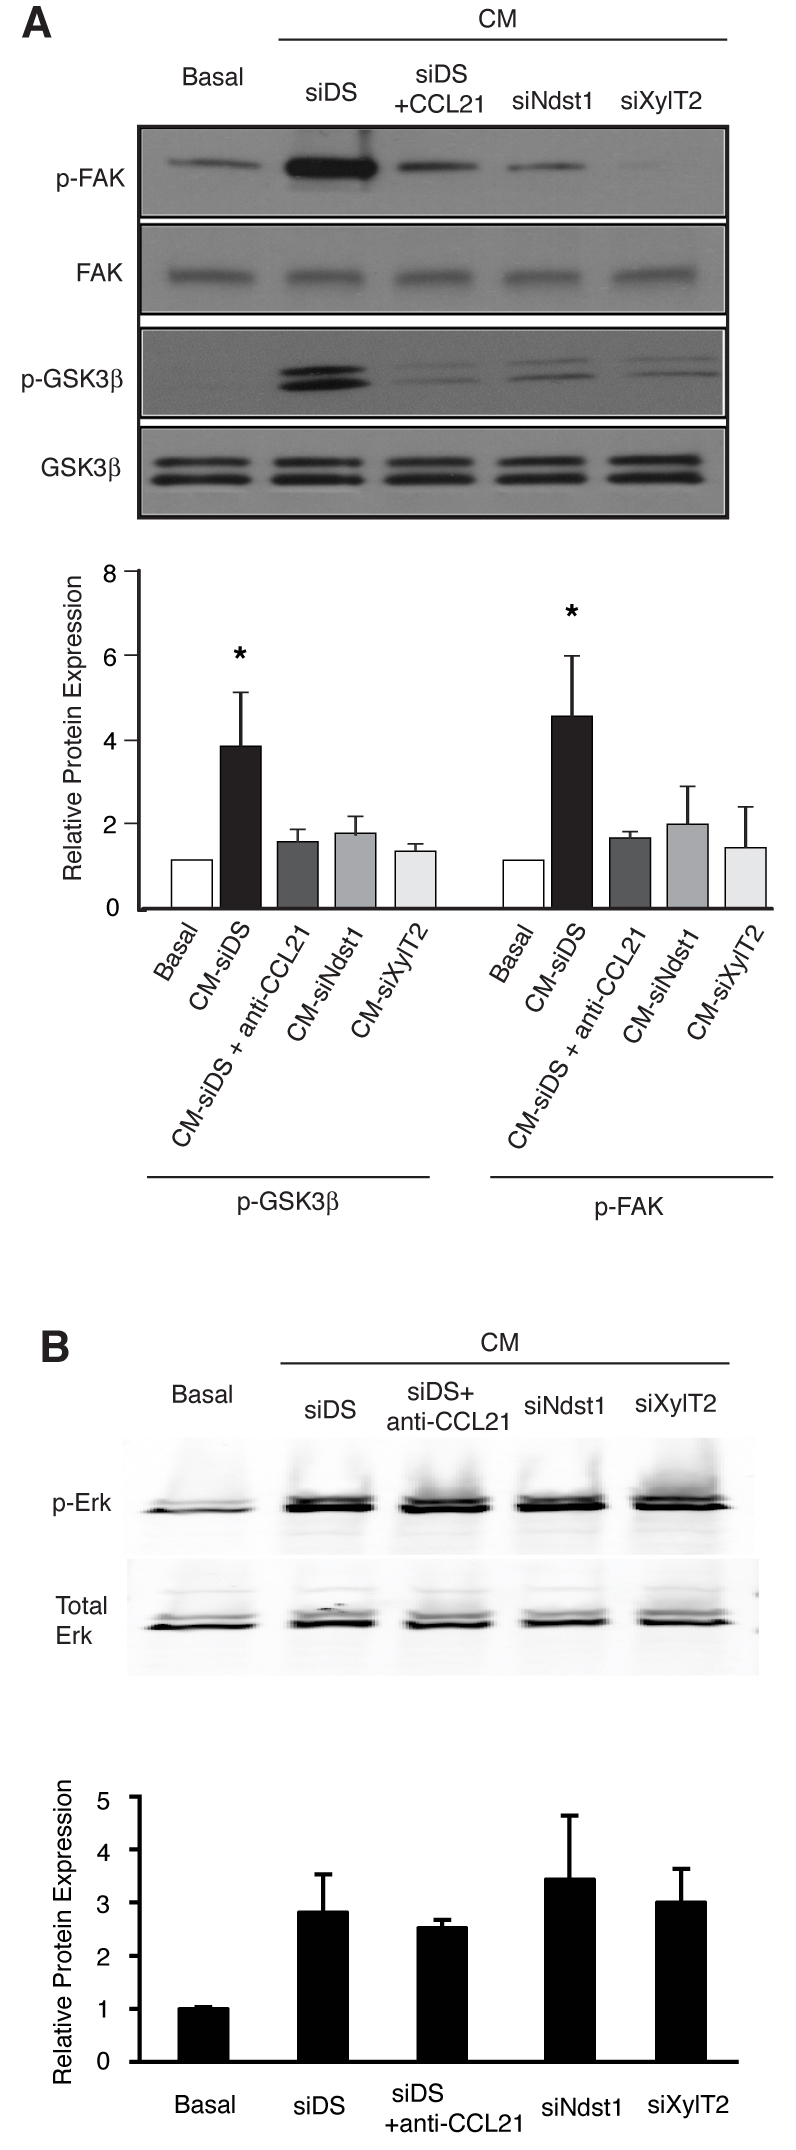 A
CM
Basal
siDS
siDS
+CCL21
siNdst1
siXylT2
p-FAK
FAK
p-GSK3β
GSK3β
Relative Protein Expression
8
6
4
2
0
*
*
Basal
CM-siDS
CM-siDS + anti-CCL21
CM-siNdst1
CM-siXylT2
Basal
CM-siDS
CM-siDS + anti-CCL21
CM-siNdst1
CM-siXylT2
p-GSK3β
p-FAK
B
CM
Basal
siDS
siDS+
anti-CCL21
siNdst1
siXylT2
p-Erk
Total
Erk
Relative Protein Expression
5
4
3
2
1
0
Basal
siDS
siDS
+anti-CCL21
siNdst1
siXylT2